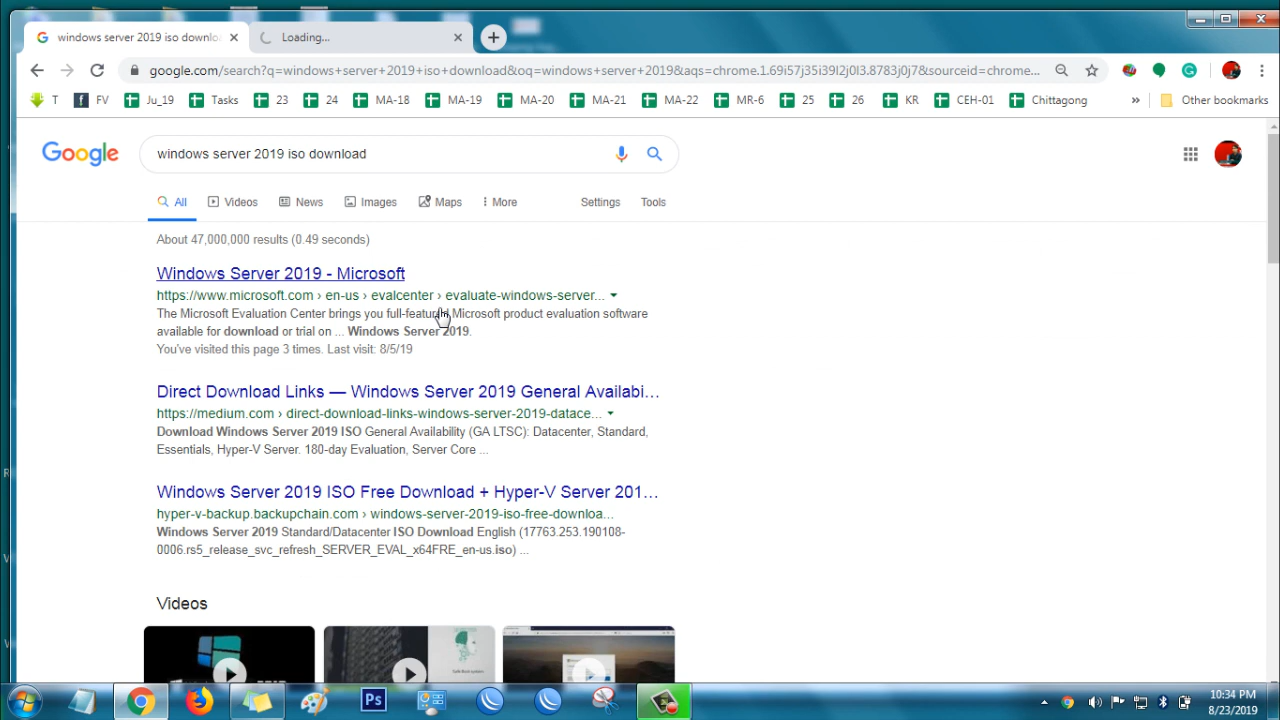 windows server 2019 iso downlo
Loading...
google.com/search?q=windows+server+2019+iso+download&oq=windows+server+2019&aqs=chrome.1.69i57j35i39l2j0l3.8783j0j7&sourceid=chrome...
T FV Ju_19 Tasks 23 24 MA-18 MA-19 MA-20 MA-21 MA-22 MR-6 25 26 KR CEH-01 Chittagong » Other bookmarks
Google
windows server 2019 iso download
All Videos News Images Maps More Settings Tools
About 47,000,000 results (0.49 seconds)
Windows Server 2019 - Microsoft
https://www.microsoft.com › en-us › evalcenter › evaluate-windows-server...
The Microsoft Evaluation Center brings you full-featured Microsoft product evaluation software
available for download or trial on ... Windows Server 2019.
You've visited this page 3 times. Last visit: 8/5/19
Direct Download Links — Windows Server 2019 General Availabi...
https://medium.com › direct-download-links-windows-server-2019-datace...
Download Windows Server 2019 ISO General Availability (GA LTSC): Datacenter, Standard,
Essentials, Hyper-V Server. 180-day Evaluation, Server Core ...
Windows Server 2019 ISO Free Download + Hyper-V Server 201...
hyper-v-backup.backupchain.com › windows-server-2019-iso-free-downloa...
Windows Server 2019 Standard/Datacenter ISO Download English (17763.253.190108-
0006.rs5_release_svc_refresh_SERVER_EVAL_x64FRE_en-us.iso) ...
Videos
Ps
10:34 PM
8/23/2019